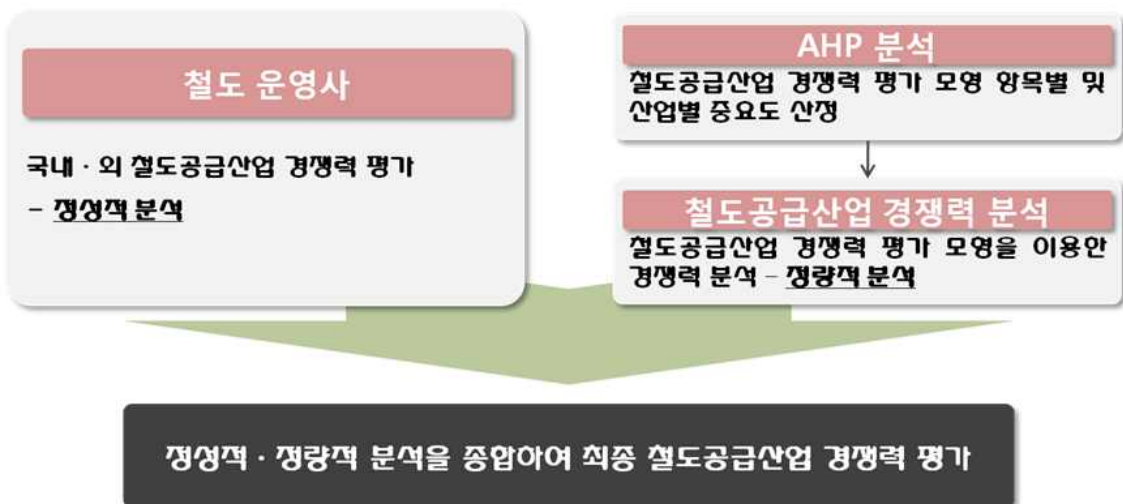 철도 운영사
국내 · 외 철도공급산업 경쟁력 평가
– 정성적 분석
AHP 분석
철도공급산업 경쟁력 평가 모형 항목별 및
산업별 중요도 산정
철도공급산업 경쟁력 분석
철도공급산업 경쟁력 평가 모형을 이용한
경쟁력 분석 – 정량적 분석
정성적 · 정량적 분석을 종합하여 최종 철도공급산업 경쟁력 평가